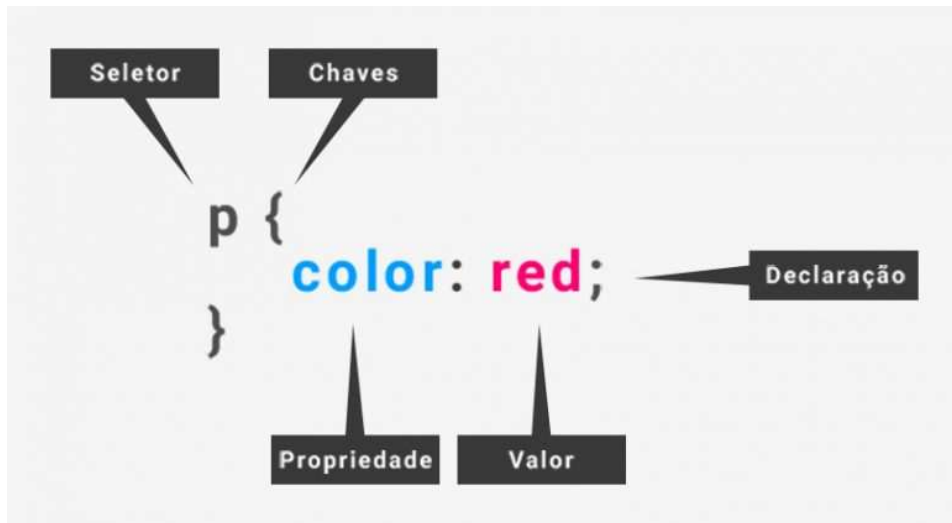 Seletor Chaves
p {
color: red;
Declaração
}
Propriedade Valor